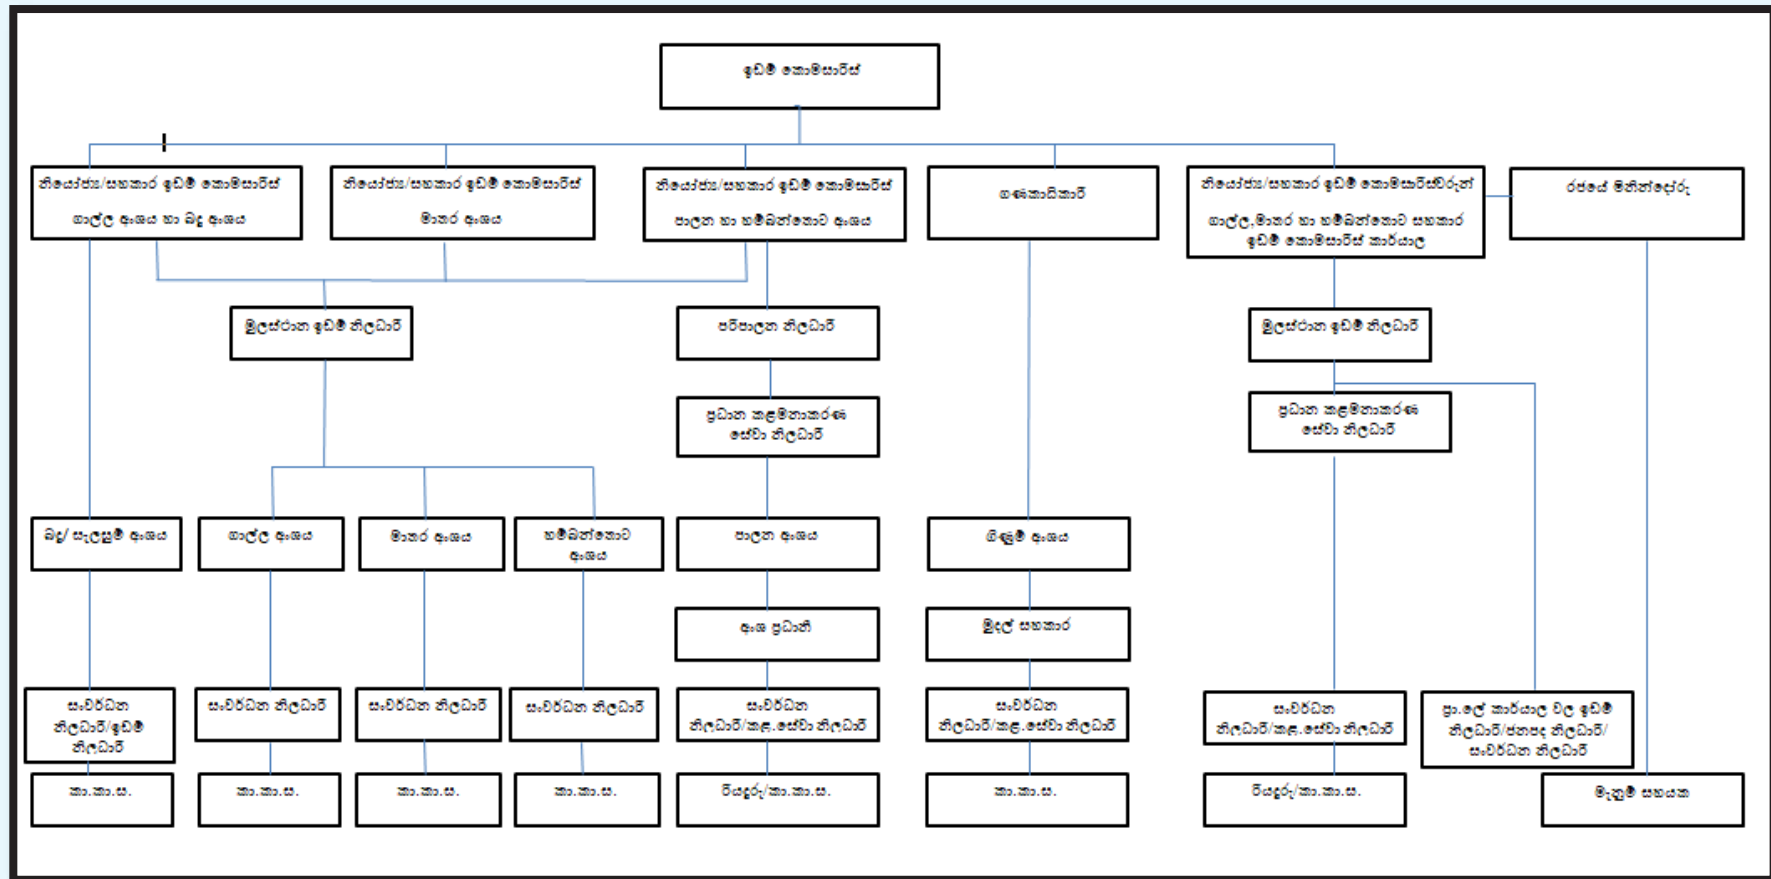 ඉඩම් කොමසාරිස්
නියෝජ්‍ය/සහකාර ඉඩම් කොමසාරිස්
ගාල්ල අංශය හා බදු අංශය
නියෝජ්‍ය/සහකාර ඉඩම් කොමසාරිස්
මාතර අංශය
නියෝජ්‍ය/සහකාර ඉඩම් කොමසාරිස්
පාලන හා හම්බන්තොට අංශය
ගණකාධිකාරී
නියෝජ්‍ය/සහකාර ඉඩම් කොමසාරිස්වරුන්
ගාල්ල,මාතර හා හම්බන්තොට සහකාර
ඉඩම් කොමසාරිස් කාර්යාල
රජයේ මිනින්දෝරු
මුලස්ථාන ඉඩම් නිලධාරී
පරිපාලන නිලධාරී
මුලස්ථාන ඉඩම් නිලධාරී
ප්‍රධාන කළමනාකරණ
සේවා නිලධාරී
ප්‍රධාන කළමනාකරණ
සේවා නිලධාරී
බදු/ සැලසුම් අංශය
ගාල්ල අංශය
මාතර අංශය
හම්බන්තොට
අංශය
පාලන අංශය
ගිණුම් අංශය
අංශ ප්‍රධානී
මුදල් සහකාර
සංවර්ධන
නිලධාරී/ඉඩම්
නිලධාරී
සංවර්ධන නිලධාරී
සංවර්ධන නිලධාරී
සංවර්ධන නිලධාරී
සංවර්ධන
නිලධාරී/කළ.සේවා නිලධාරී
සංවර්ධන
නිලධාරී/කළ.සේවා නිලධාරී
සංවර්ධන
නිලධාරී/කළ.සේවා නිලධාරී
ප්‍රා.ලේ කාර්යාල වල ඉඩම්
නිලධාරී/ජනපද නිලධාරී/
සංවර්ධන නිලධාරී
කා.කා.ස.
කා.කා.ස.
කා.කා.ස.
කා.කා.ස.
රියදුරු/කා.කා.ස.
කා.කා.ස.
රියදුරු/කා.කා.ස.
මැනුම් සහයක